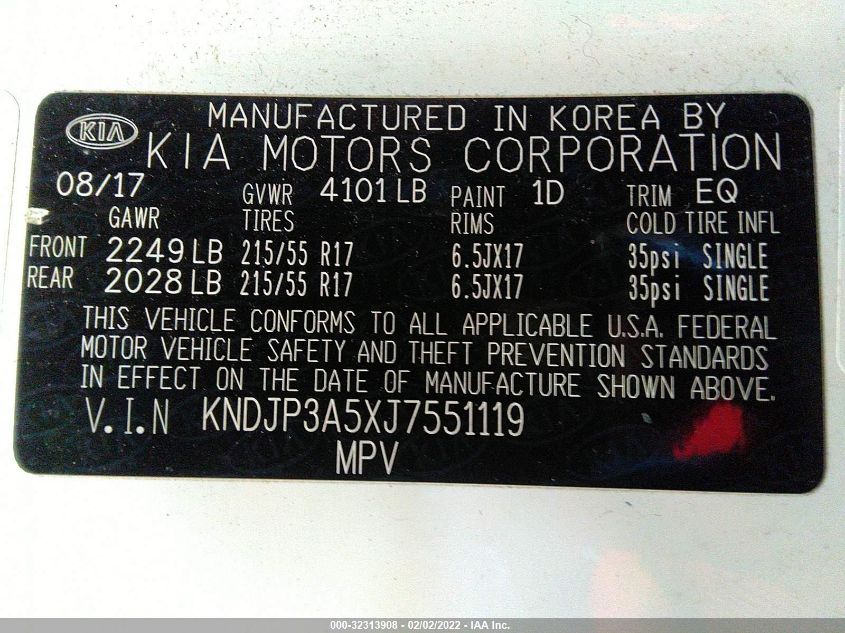 KIA
MANUFACTURED IN KOREA BY
KIA MOTORS CORPORATION
08/17 GVWR 4101 LB PAINT 1D TRIM EQ
GAWR TIRES RIMS COLD TIRE INFL
FRONT 2249 LB 215/55 R17 6.5JX17 35psi SINGLE
REAR 2028 LB 215/55 R17 6.5JX17 35psi SINGLE
THIS VEHICLE CONFORMS TO ALL APPLICABLE U.S.A. FEDERAL
MOTOR VEHICLE SAFETY AND THEFT PREVENTION STANDARDS
IN EFFECT ON THE DATE OF MANUFACTURE SHOWN ABOVE.
V.I.N KNDJP3A5XJ7551119
MPV
000-32313908 - 02/02/2022 - IAA Inc.